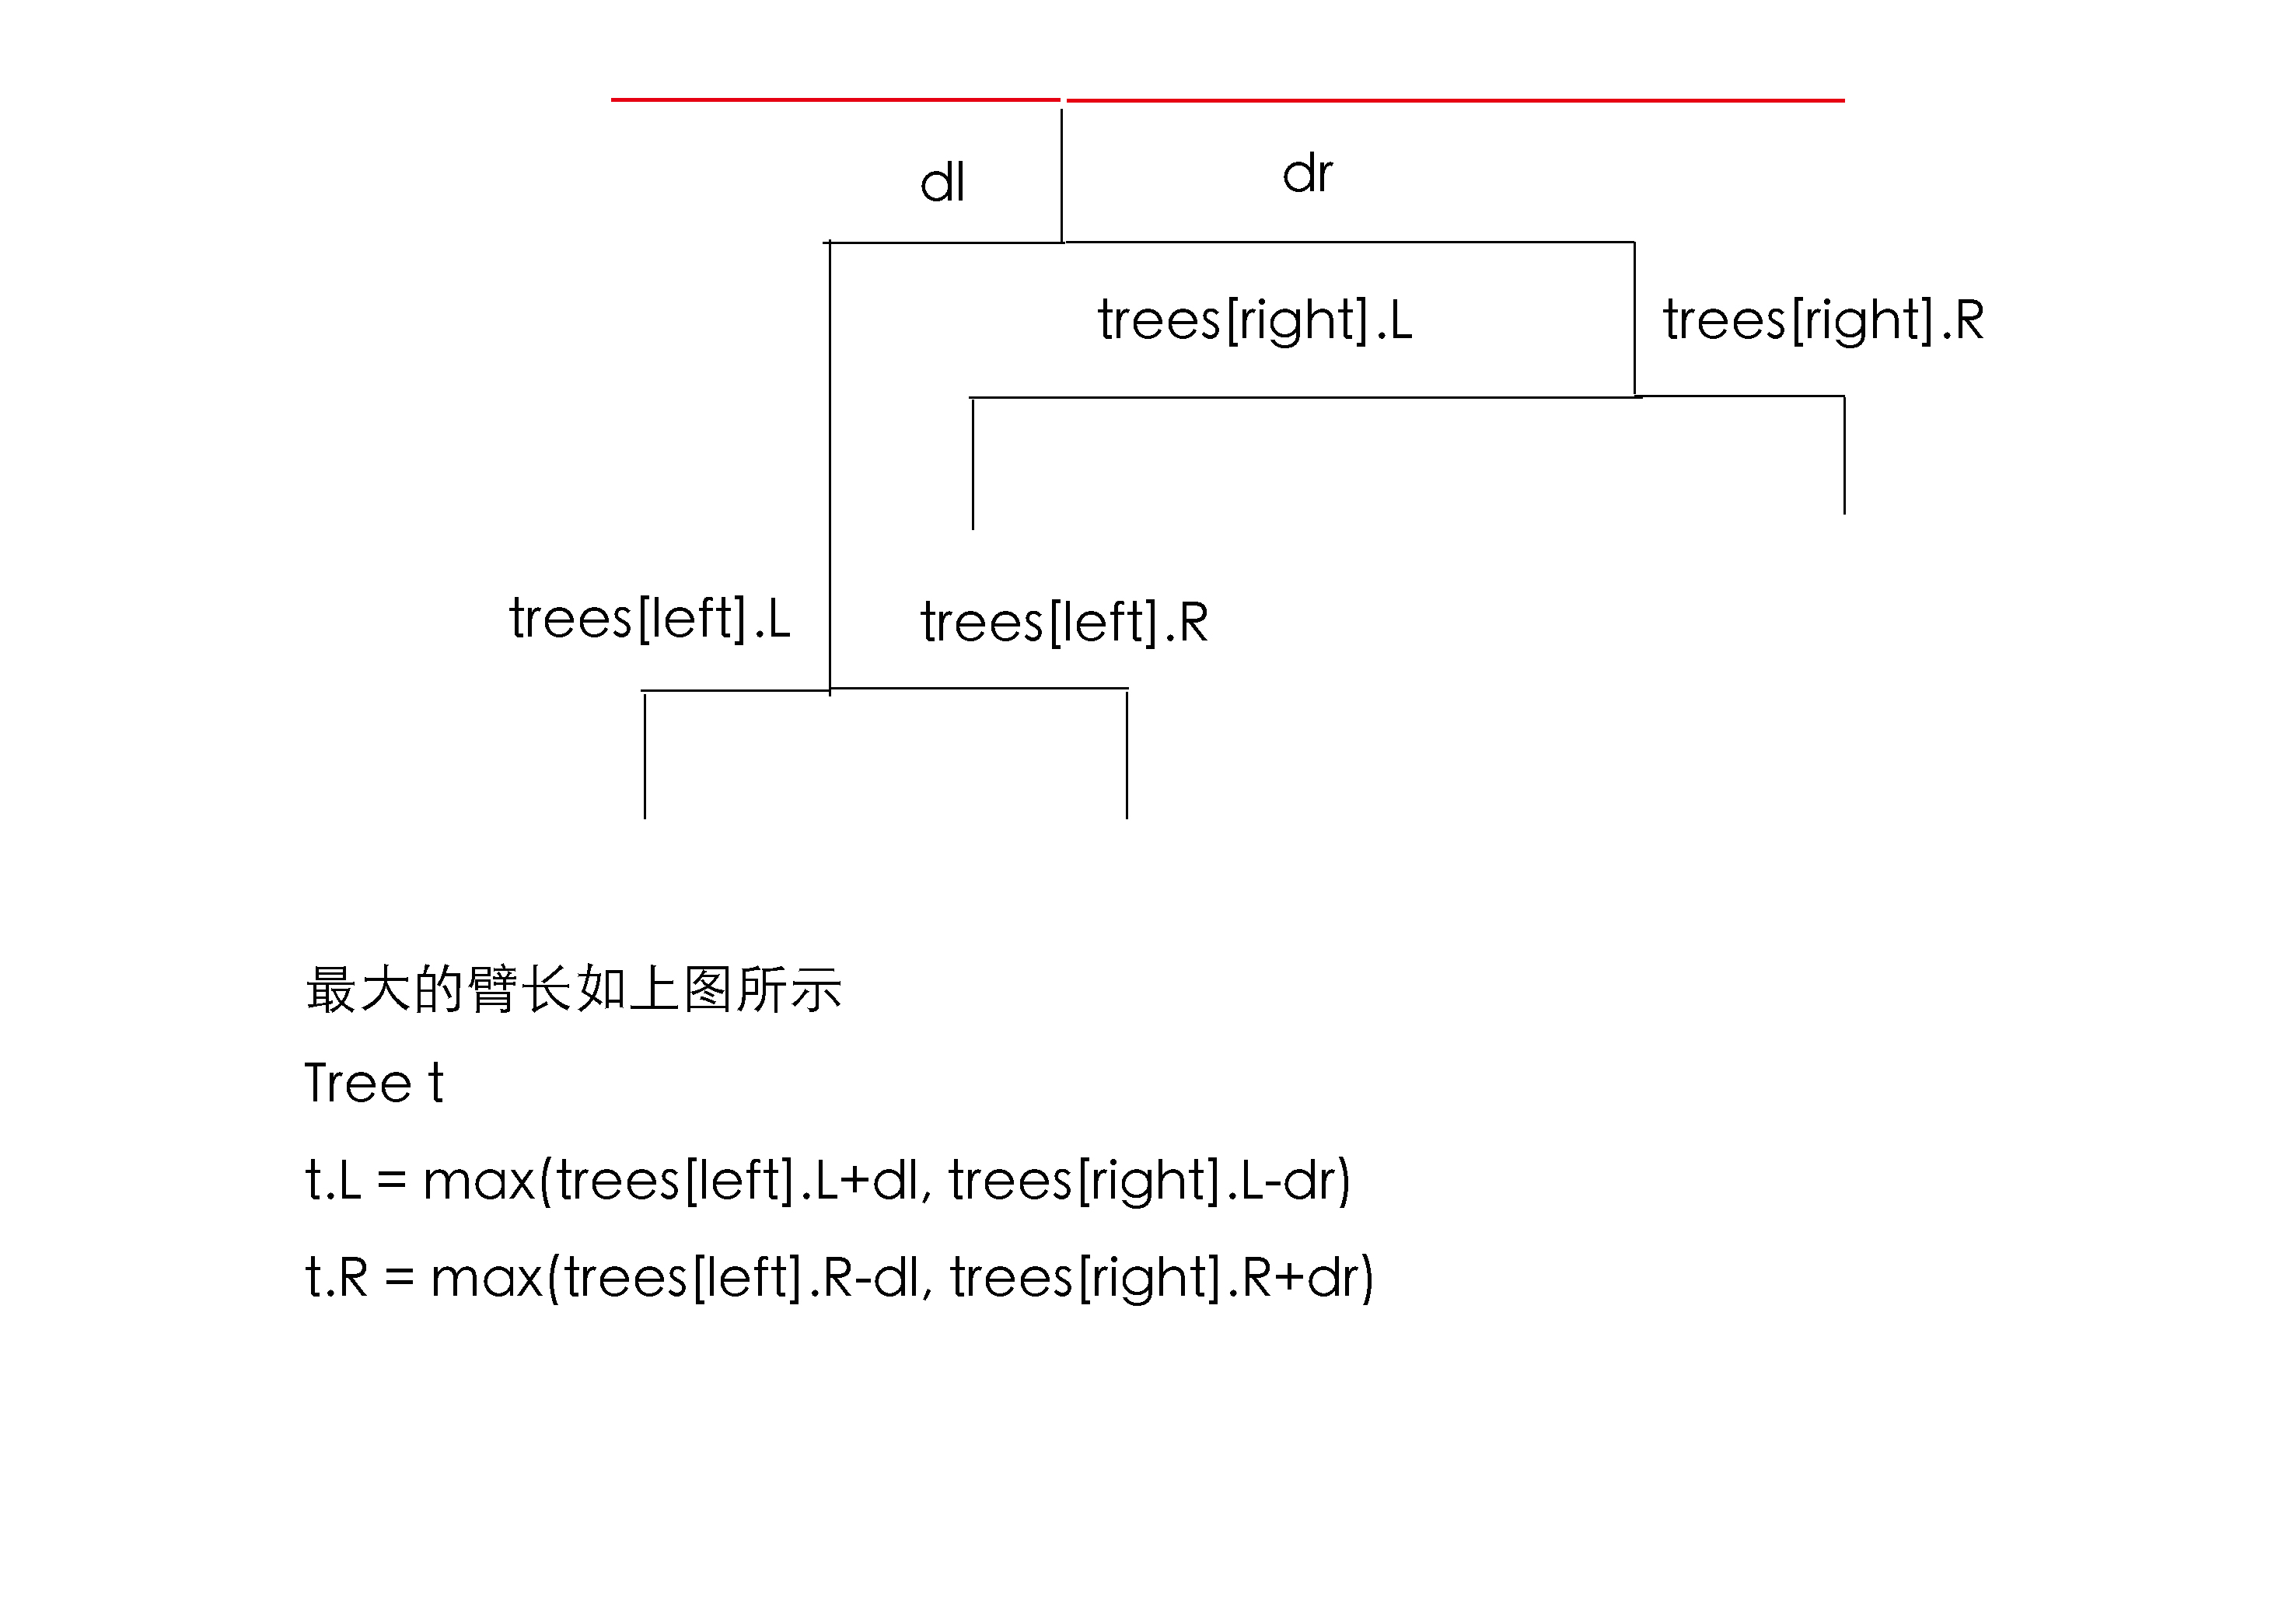 dl
dr
trees[right].L
trees[right].R
trees[left].L
trees[left].R
最大的臂长如上图所示
Tree t
t.L = max(trees[left].L+dl, trees[right].L-dr)
t.R = max(trees[left].R-dl, trees[right].R+dr)